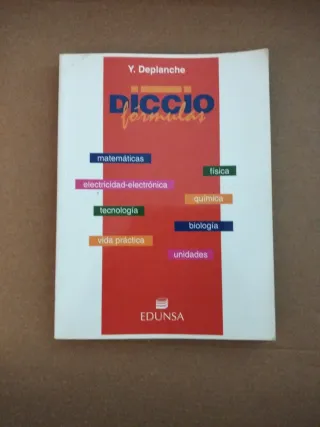 Y. Deplanche
DICCIO
fórmulas
matemáticas
física
electricidad-electrónica
química
tecnología
biología
vida práctica
unidades
EDUNSA